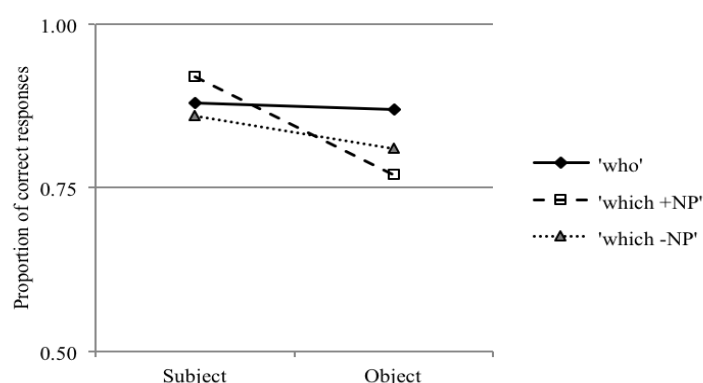 1.00
0.75
0.50
Proportion of correct responses
Subject
Object
'who'
'which +NP'
'which -NP'